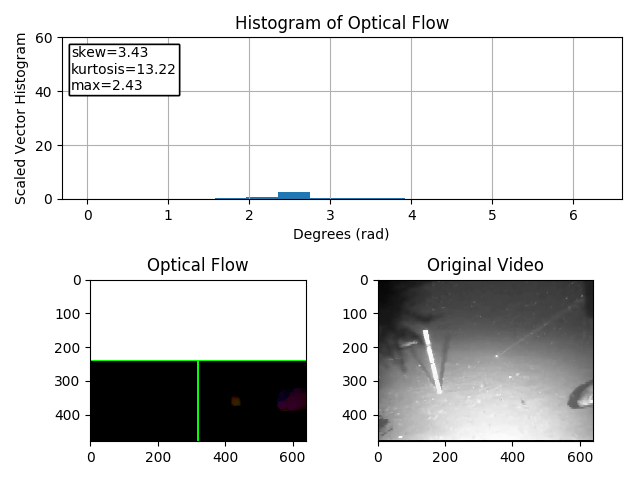 Histogram of Optical Flow
60
40
20
0
Scaled Vector Histogram
skew=3.43
kurtosis=13.22
max=2.43
0 1 2 3 4 5 6
Degrees (rad)
Optical Flow
0
100
200
300
400
0 200 400 600
Original Video
0
100
200
300
400
0 200 400 600